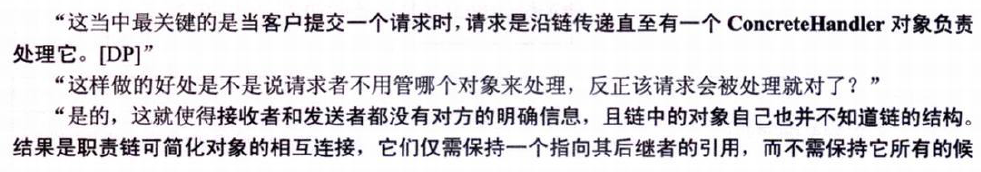 “这当中最关键的是当客户提交一个请求时，请求是沿链传递直至有一个 ConcreteHandler 对象负责
处理它。[DP]”
“这样做的好处是不是说请求者不用管哪个对象来处理，反正该请求会被处理就对了？”
“是的，这就使得接收者和发送者都没有对方的明确信息，且链中的对象自己也并不知道链的结构。
结果是职责链可简化对象的相互连接，它们仅需保持一个指向其后继者的引用，而不需保持它所有的候